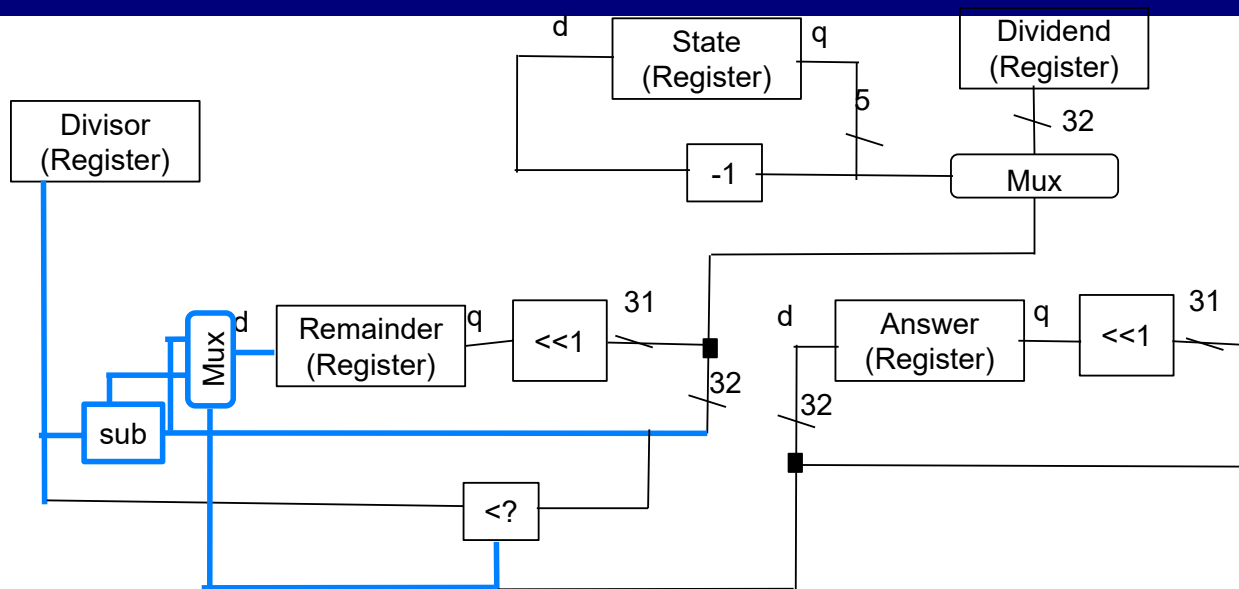 d
State
(Register)
q
Dividend
(Register)
5
32
Divisor
(Register)
-1
Mux
Mux
d
Remainder
(Register)
q
<<1
31
32
d
Answer
(Register)
q
<<1
31
32
sub
<?